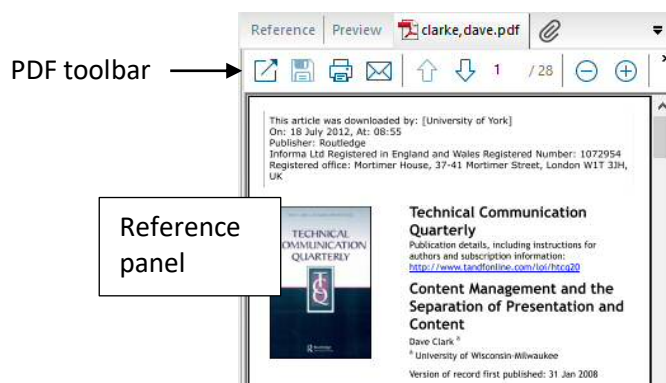 Reference Preview clarke,dave.pdf
PDF toolbar
1 / 28
This article was downloaded by: [University of York]
On: 18 July 2012, At: 08:55
Publisher: Routledge
Informa Ltd Registered in England and Wales Registered Number: 1072954
Registered office: Mortimer House, 37-41 Mortimer Street, London W1T 3JH,
UK
Reference
panel
TECHNICAL
COMMUNICATION
QUARTERLY
TCQ
Routledge
Technical Communication
Quarterly
Publication details, including instructions for
authors and subscription information:
http://www.tandfonline.com/loi/htcq20
Content Management and the
Separation of Presentation and
Content
Dave Clark a
a University of Wisconsin-Milwaukee
Version of record first published: 31 Jan 2008